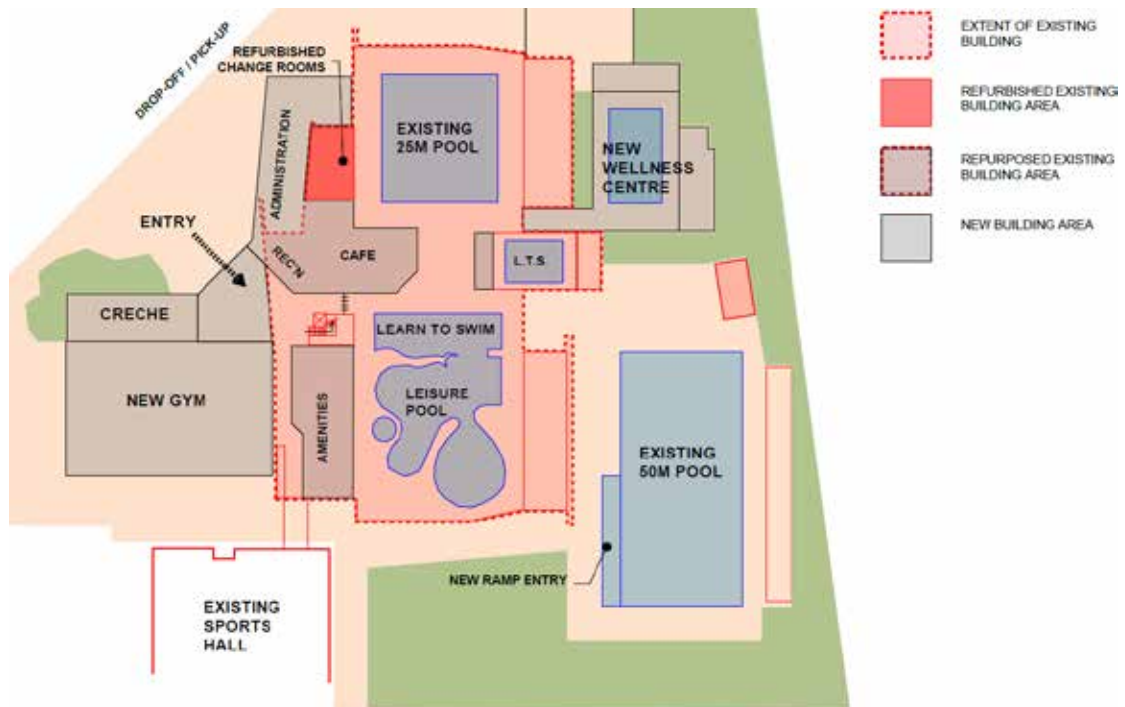 DROP-OFF / PICK-UP
REFURBISHED
CHANGE ROOMS
ADMINISTRATION
EXISTING
25M POOL
NEW
WELLNESS
CENTRE
ENTRY
REC'N
CAFE
L.T.S.
CRECHE
LEARN TO SWIM
NEW GYM
AMENITIES
LEISURE
POOL
EXISTING
50M POOL
NEW RAMP ENTRY
EXISTING
SPORTS
HALL
EXTENT OF EXISTING
BUILDING
REFURBISHED EXISTING
BUILDING AREA
REPURPOSED EXISTING
BUILDING AREA
NEW BUILDING AREA